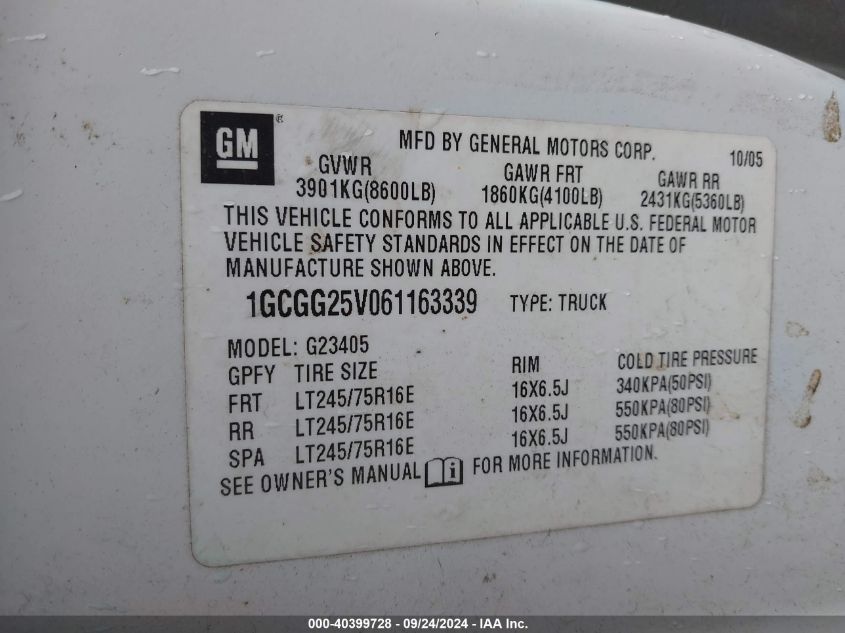 GM® MFD BY GENERAL MOTORS CORP. 10/05
GVWR GAWR FRT GAWR RR
3901KG(8600LB) 1860KG(4100LB) 2431KG(5360LB)
THIS VEHICLE CONFORMS TO ALL APPLICABLE U.S. FEDERAL MOTOR
VEHICLE SAFETY STANDARDS IN EFFECT ON THE DATE OF
MANUFACTURE SHOWN ABOVE.
1GCGG25V061163339 TYPE: TRUCK
MODEL: G23405
GPFY TIRE SIZE RIM COLD TIRE PRESSURE
FRT LT245/75R16E 16X6.5J 340KPA(50PSI)
RR LT245/75R16E 16X6.5J 550KPA(80PSI)
SPA LT245/75R16E 16X6.5J 550KPA(80PSI)
SEE OWNER'S MANUAL i FOR MORE INFORMATION.
000-40399728 - 09/24/2024 - IAA Inc.